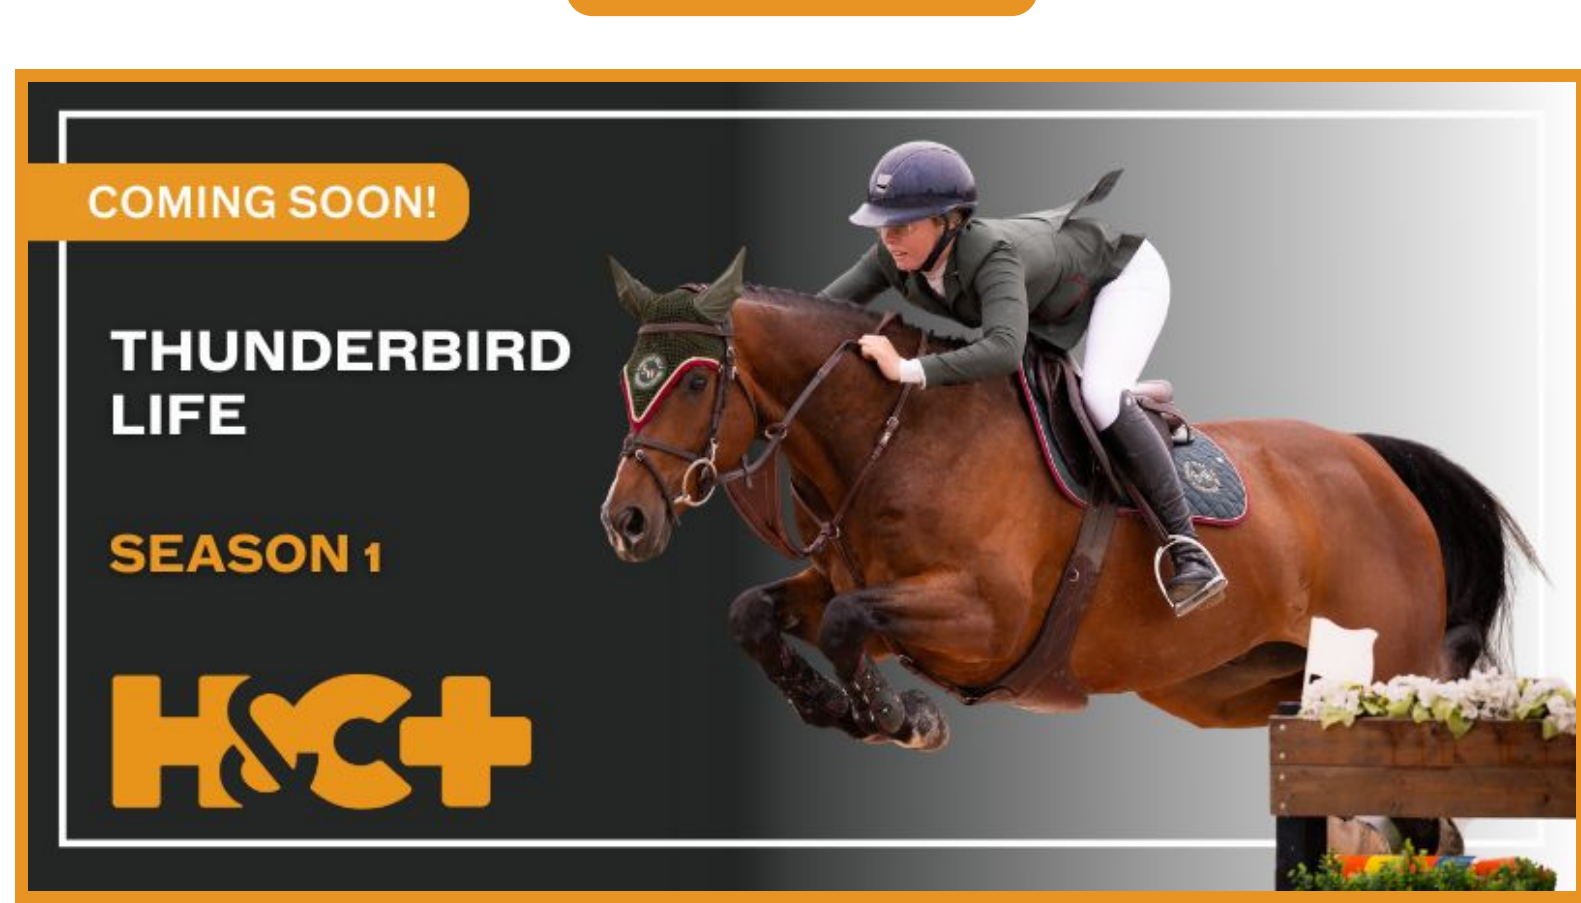 COMING SOON!
THUNDERBIRD
LIFE
SEASON 1
H&C+